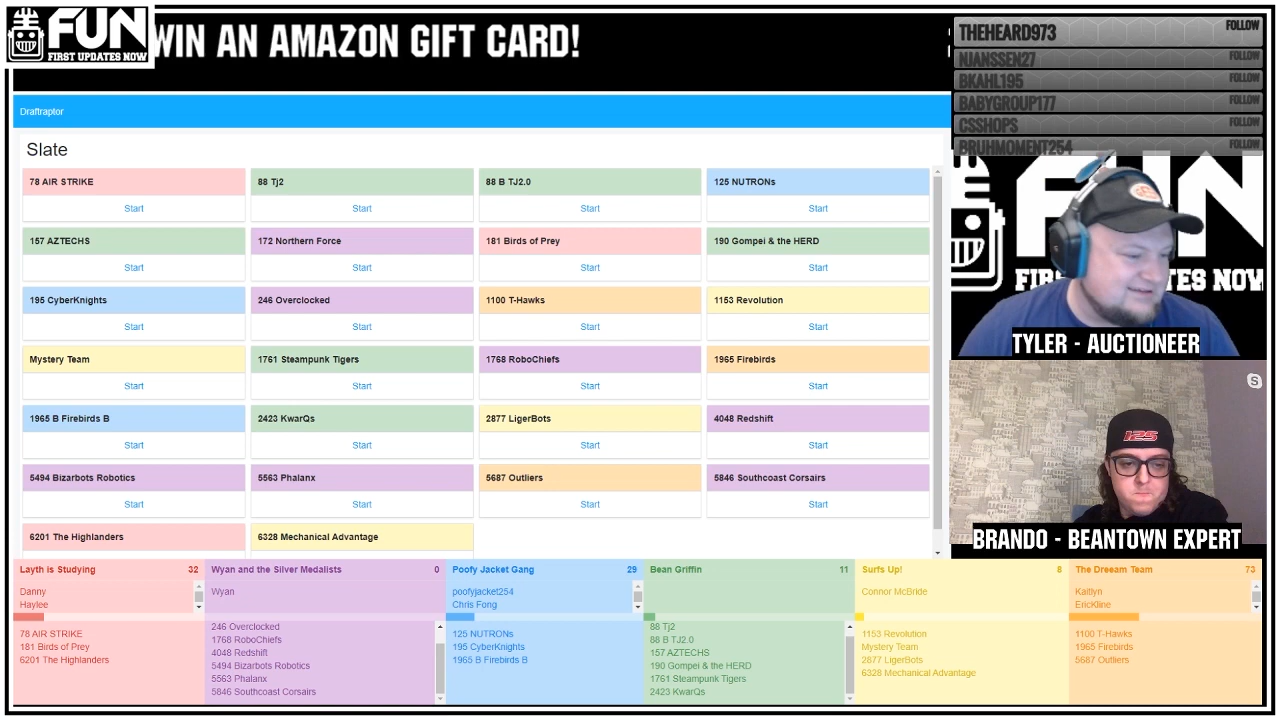 FUN
FIRST UPDATES NOW
WIN AN AMAZON GIFT CARD!
THEHEARD973 FOLLOW
NJANSSEN27 FOLLOW
BKAHL195 FOLLOW
BABYGROUP177 FOLLOW
CSSHOPS FOLLOW
BRUHMOMENT254 FOLLOW
Draftraptor
Slate
78 AIR STRIKE
Start
88 Tj2
Start
88 B TJ2.0
Start
125 NUTRONs
Start
157 AZTECHS
Start
172 Northern Force
Start
181 Birds of Prey
Start
190 Gompei & the HERD
Start
195 CyberKnights
Start
246 Overclocked
Start
1100 T-Hawks
Start
1153 Revolution
Start
Mystery Team
Start
1761 Steampunk Tigers
Start
1768 RoboChiefs
Start
1965 Firebirds
Start
1965 B Firebirds B
Start
2423 KwarQs
Start
2877 LigerBots
Start
4048 Redshift
Start
5494 Bizarbots Robotics
Start
5563 Phalanx
Start
5687 Outliers
Start
5846 Southcoast Corsairs
Start
6201 The Highlanders
6328 Mechanical Advantage
TYLER - AUCTIONEER
125
BRANDO - BEANTOWN EXPERT
Layth is Studying 32
Danny
Haylee
78 AIR STRIKE
181 Birds of Prey
6201 The Highlanders
Wyan and the Silver Medalists 0
Wyan
246 Overclocked
1768 RoboChiefs
4048 Redshift
5494 Bizarbots Robotics
5563 Phalanx
5846 Southcoast Corsairs
Poofy Jacket Gang 29
poofyjacket254
Chris Fong
125 NUTRONs
195 CyberKnights
1965 B Firebirds B
Bean Griffin 11
88 Tj2
88 B TJ2.0
157 AZTECHS
190 Gompei & the HERD
1761 Steampunk Tigers
2423 KwarQs
Surfs Up! 8
Connor McBride
1153 Revolution
Mystery Team
2877 LigerBots
6328 Mechanical Advantage
The Dreeam Team 73
Kaitlyn
EricKline
1100 T-Hawks
1965 Firebirds
5687 Outliers